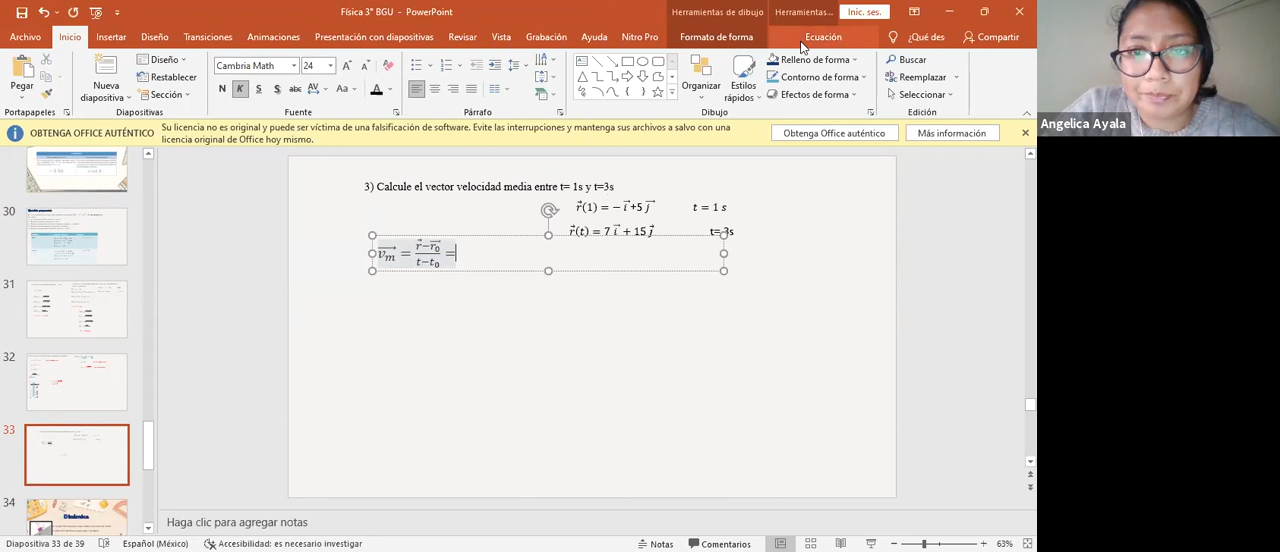 Física 3° BGU - PowerPoint
Herramientas de dibujo
Herramientas...
Inic. ses.
Archivo Inicio Insertar Diseño Transiciones Animaciones Presentación con diapositivas Revisar Vista Grabación Ayuda Nitro Pro Formato de forma Ecuación ¿Qué des Compartir
Pegar
Nueva diapositiva
Diseño
Restablecer
Sección
Cambria Math 24
N K S S abc AV Aa A
Organizar
Estilos rápidos
Relleno de forma
Contorno de forma
Efectos de forma
Buscar
Reemplazar
Seleccionar
Portapapeles Diapositivas Fuente Párrafo Dibujo Edición
Angelica Ayala
OBTENGA OFFICE AUTÉNTICO Su licencia no es original y puede ser víctima de una falsificación de software. Evite las interrupciones y mantenga sus archivos a salvo con una
licencia original de Office hoy mismo.
Obtenga Office auténtico
Más información
30
31
32
33
34
Dinámica
3) Calcule el vector velocidad media entre t= 1s y t=3s
r⃗(1) = − i⃗ +5 j⃗ t = 1 s
r⃗(t) = 7 i⃗ + 15 j⃗ t= 3s
v⃗ₘ = (r⃗−r⃗₀)/(t−t₀) =
Haga clic para agregar notas
Diapositiva 33 de 39 Español (México) Accesibilidad: es necesario investigar Notas Comentarios 63%